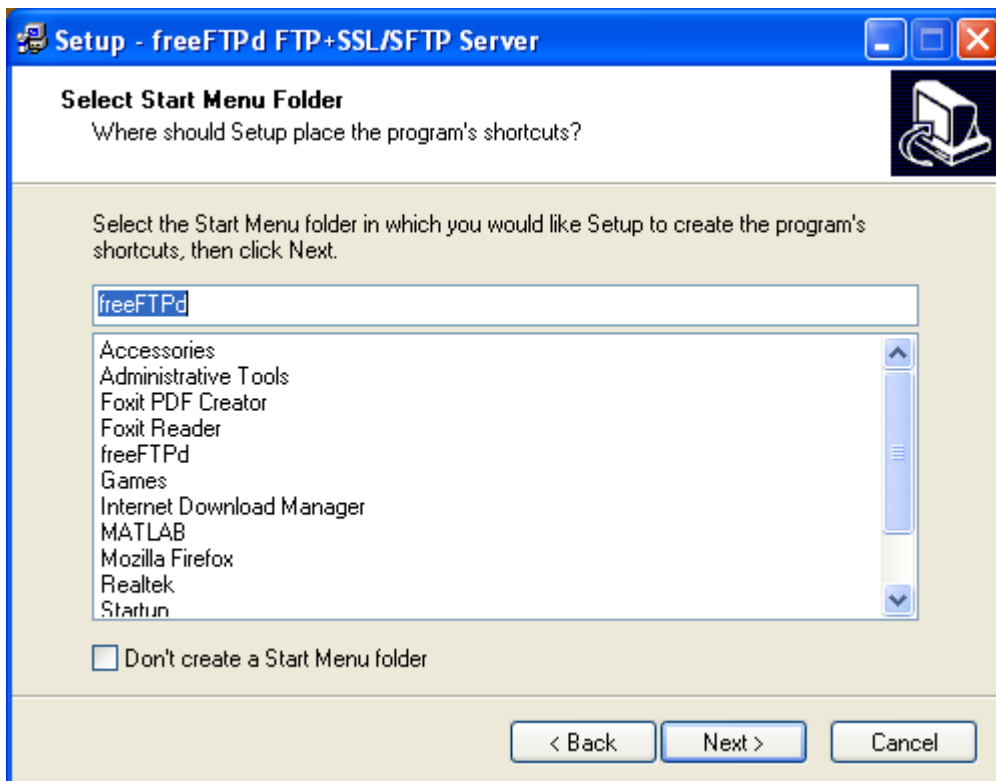 Setup - freeFTPd FTP+SSL/SFTP Server
Select Start Menu Folder
Where should Setup place the program's shortcuts?
Select the Start Menu folder in which you would like Setup to create the program's
shortcuts, then click Next.
freeFTPd
Accessories
Administrative Tools
Foxit PDF Creator
Foxit Reader
freeFTPd
Games
Internet Download Manager
MATLAB
Mozilla Firefox
Realtek
Startup
Don't create a Start Menu folder
< Back
Next >
Cancel